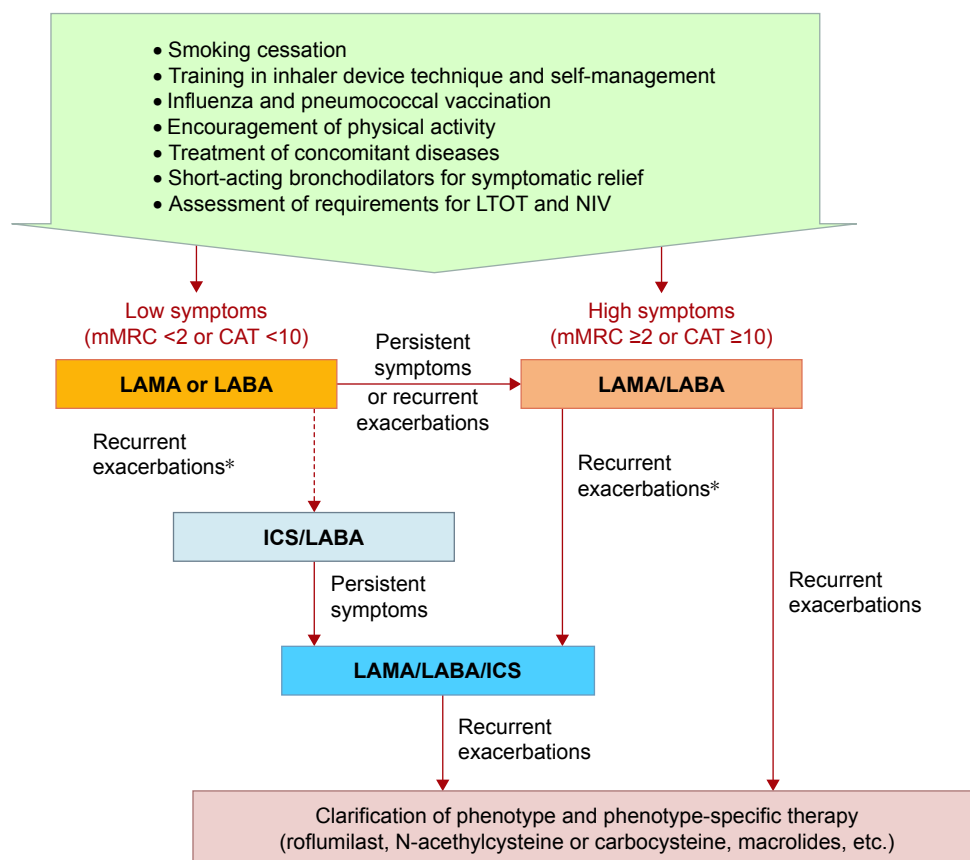 • Smoking cessation
• Training in inhaler device technique and self-management
• Influenza and pneumococcal vaccination
• Encouragement of physical activity
• Treatment of concomitant diseases
• Short-acting bronchodilators for symptomatic relief
• Assessment of requirements for LTOT and NIV
Low symptoms
(mMRC <2 or CAT <10)
High symptoms
(mMRC ≥2 or CAT ≥10)
LAMA or LABA
Persistent
symptoms
or recurrent
exacerbations
LAMA/LABA
Recurrent
exacerbations*
Recurrent
exacerbations*
ICS/LABA
Persistent
symptoms
Recurrent
exacerbations
LAMA/LABA/ICS
Recurrent
exacerbations
Clarification of phenotype and phenotype-specific therapy
(roflumilast, N-acethylcysteine or carbocysteine, macrolides, etc.)